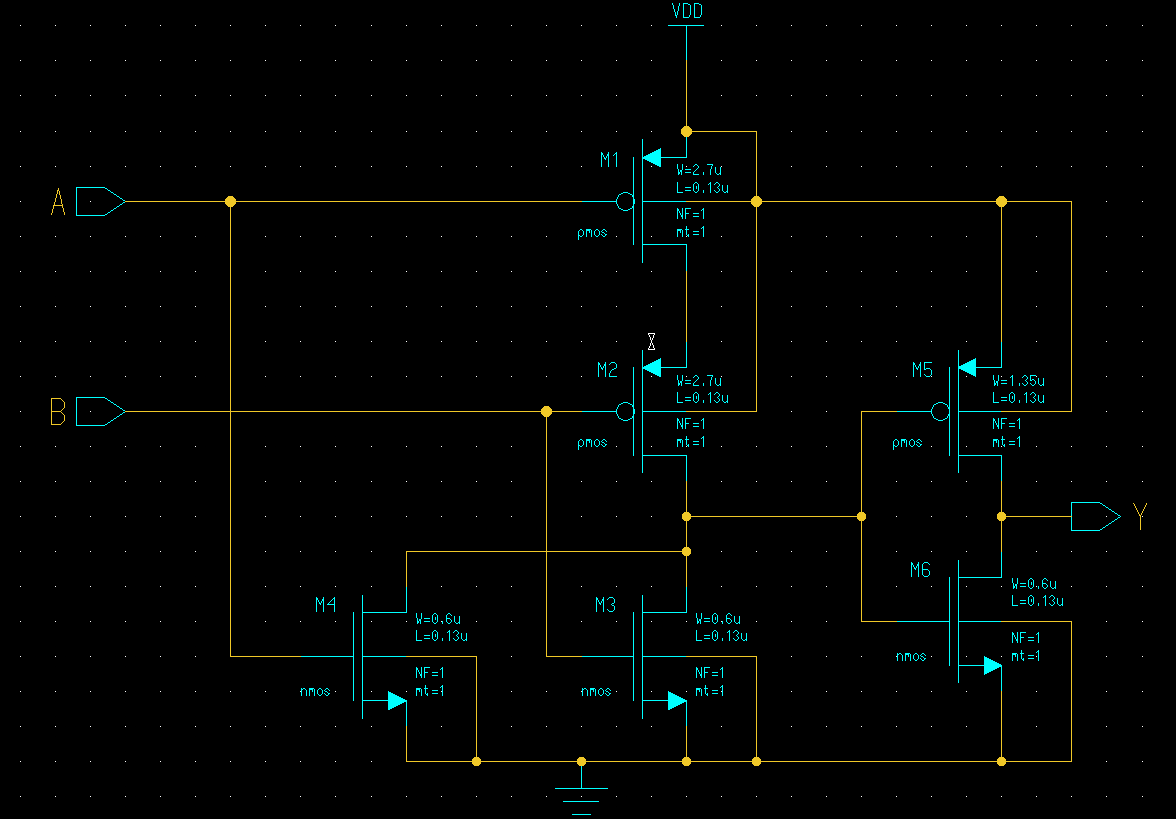 VDD
M1
W=2.7u
L=0.13u
A
NF=1
pmos
mt=1
M2
W=2.7u
L=0.13u
M5
W=1.35u
L=0.13u
B
NF=1
pmos
mt=1
NF=1
pmos
mt=1
Y
M6
W=0.6u
L=0.13u
M4
W=0.6u
L=0.13u
M3
W=0.6u
L=0.13u
NF=1
nmos
mt=1
NF=1
nmos
mt=1
NF=1
nmos
mt=1